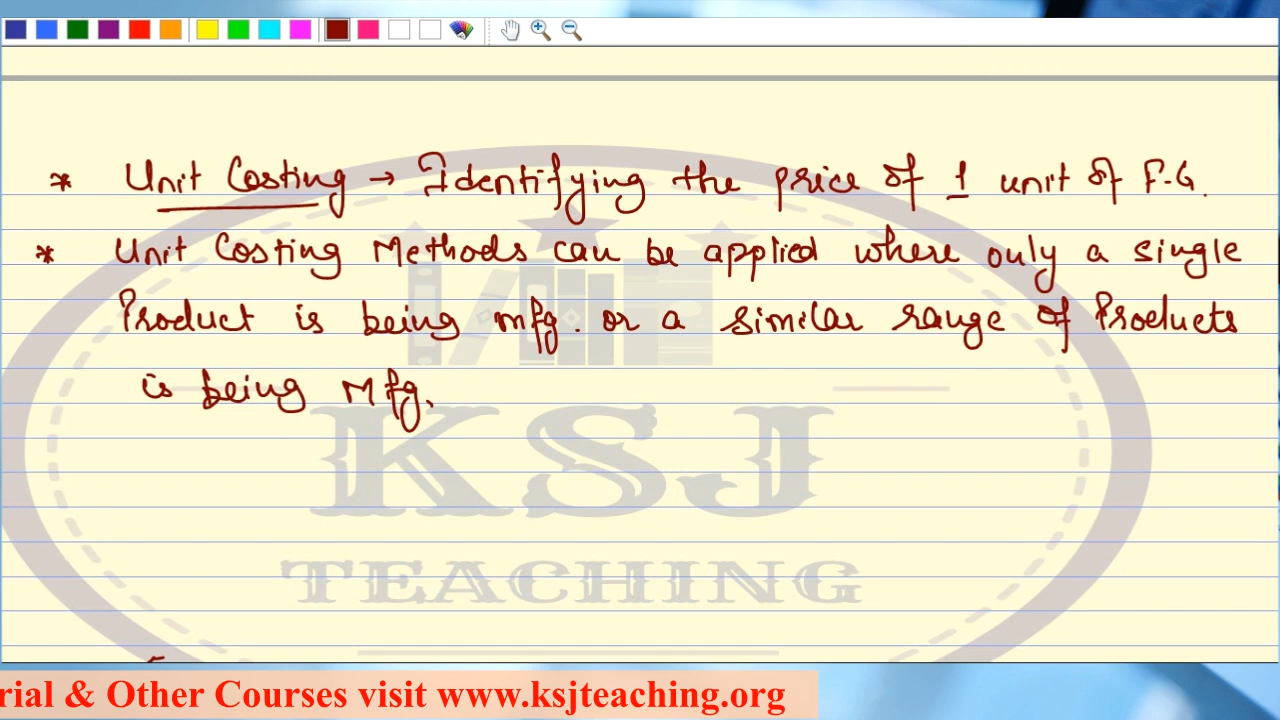 * Unit Costing → Identifying the price of 1 unit of F.G.
* Unit Costing Methods can be applied where only a single
Product is being mfg. or a similar range of Products
is being Mfg.
KSJ
TEACHING
rial & Other Courses visit www.ksjteaching.org